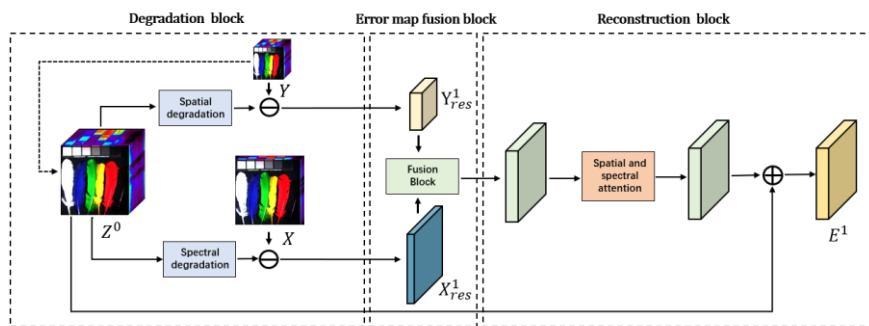 Degradation block
Error map fusion block
Reconstruction block
Y
Spatial
degradation
Y¹res
Z⁰
X
Fusion
Block
Spatial and
spectral
attention
Spectral
degradation
X¹res
E¹